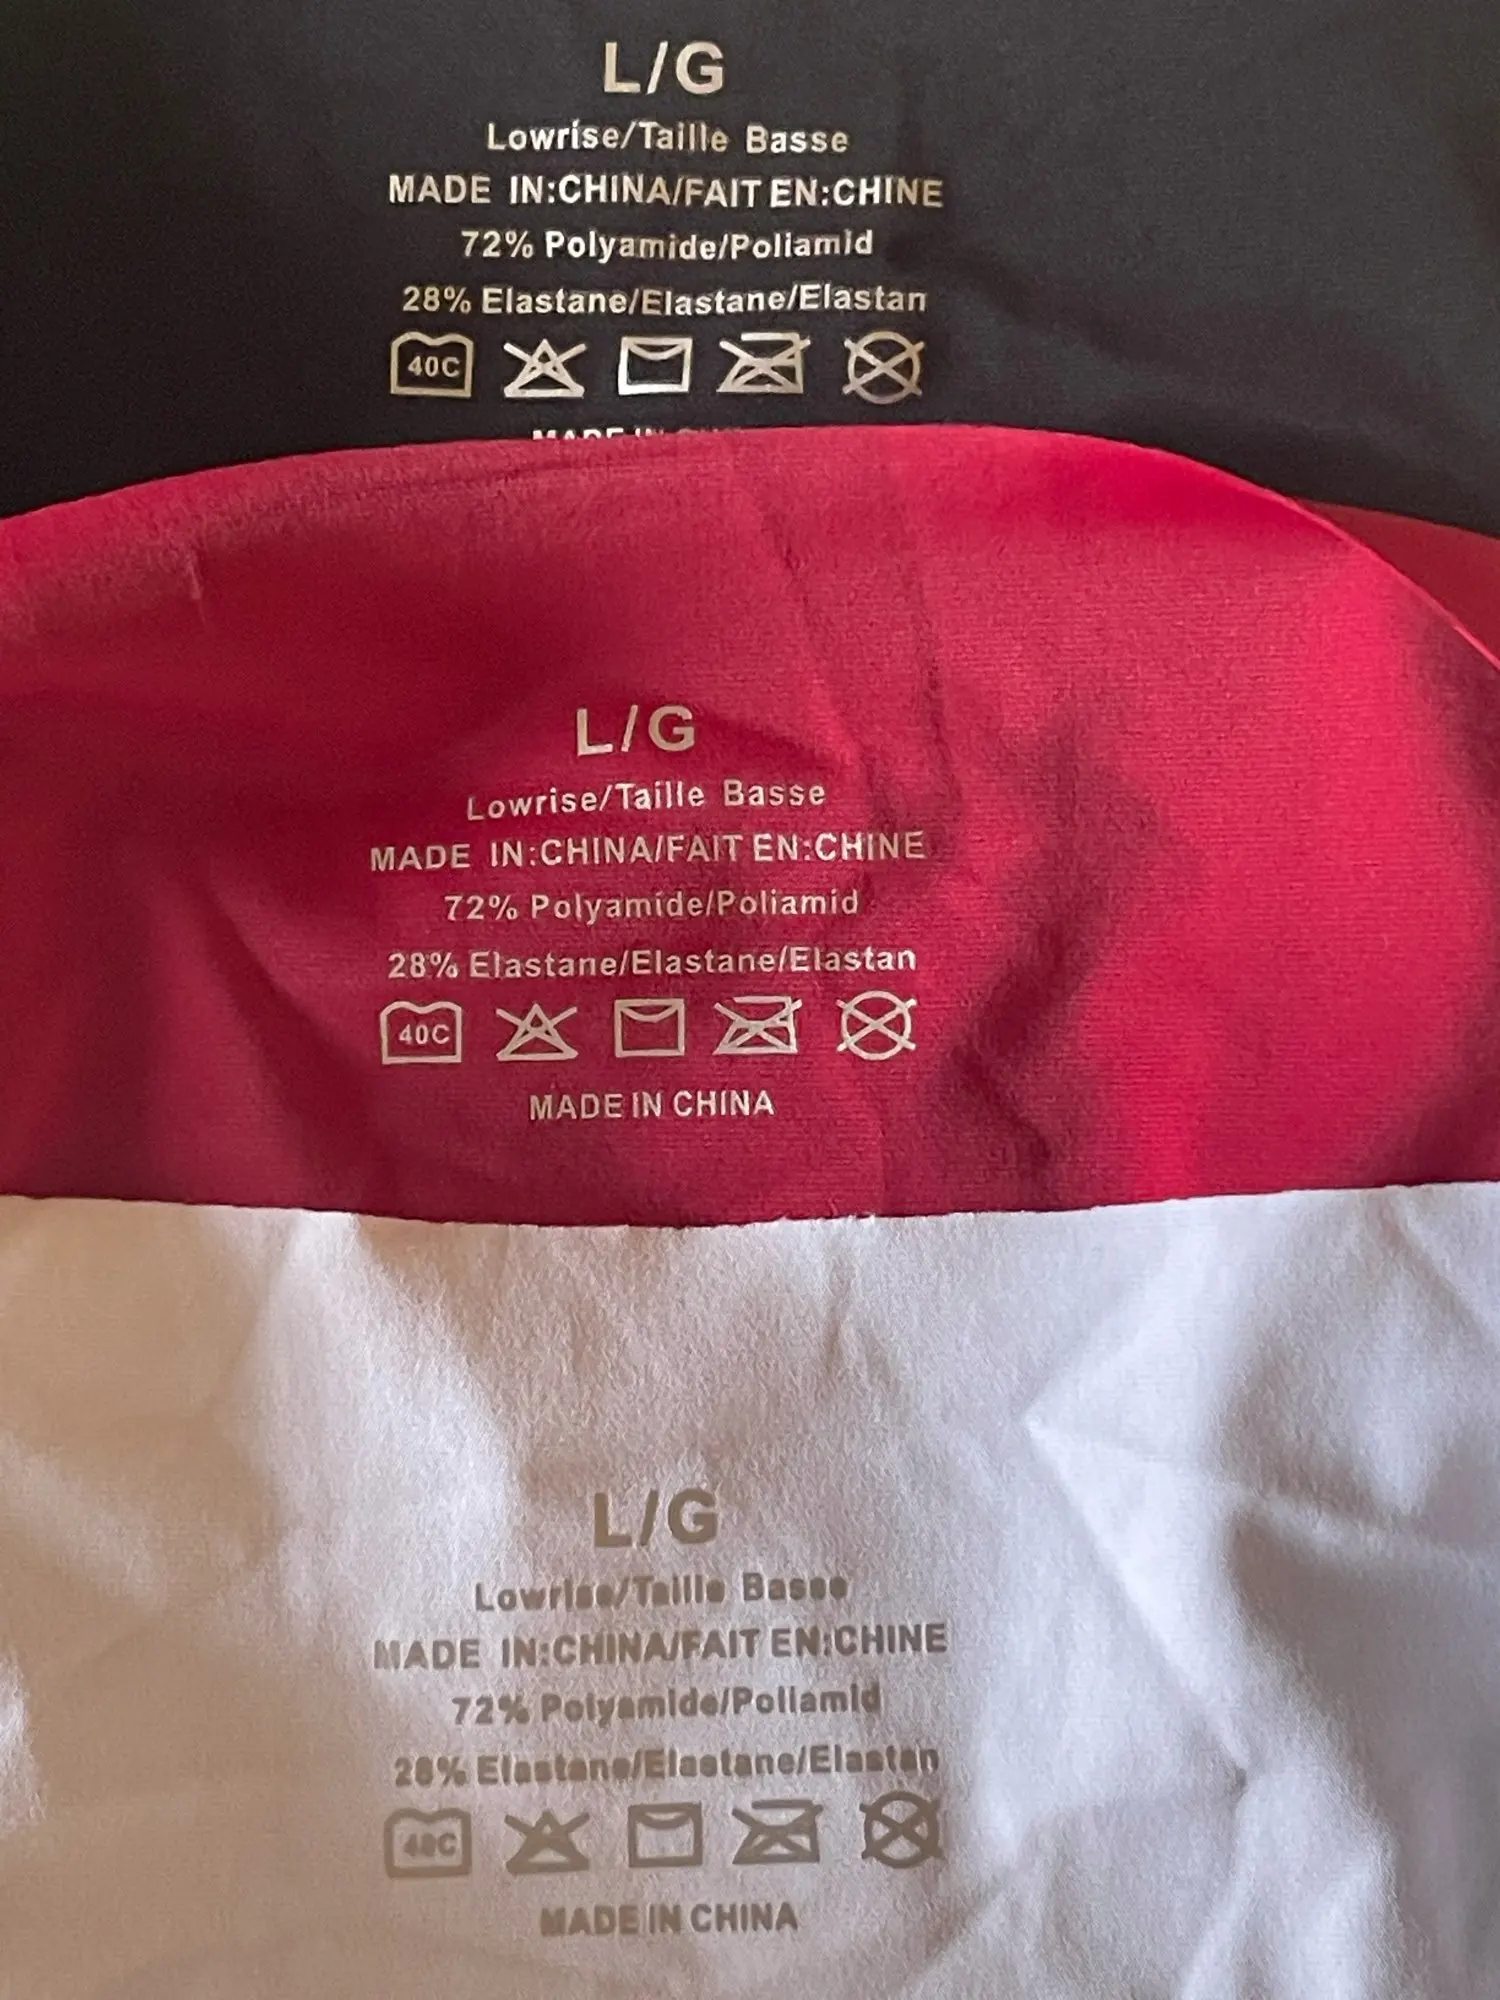 L/G
Lowrise/Taille Basse
MADE IN:CHINA/FAIT EN:CHINE
72% Polyamide/Poliamid
28% Elastane/Elastane/Elastan
40C
MADE IN
L/G
Lowrise/Taille Basse
MADE IN:CHINA/FAIT EN:CHINE
72% Polyamide/Poliamid
28% Elastane/Elastane/Elastan
40C
MADE IN CHINA
L/G
Lowrise/Taille Basse
MADE IN:CHINA/FAIT EN:CHINE
72% Polyamide/Poliamid
28% Elastane/Elastane/Elastan
40C
MADE IN CHINA